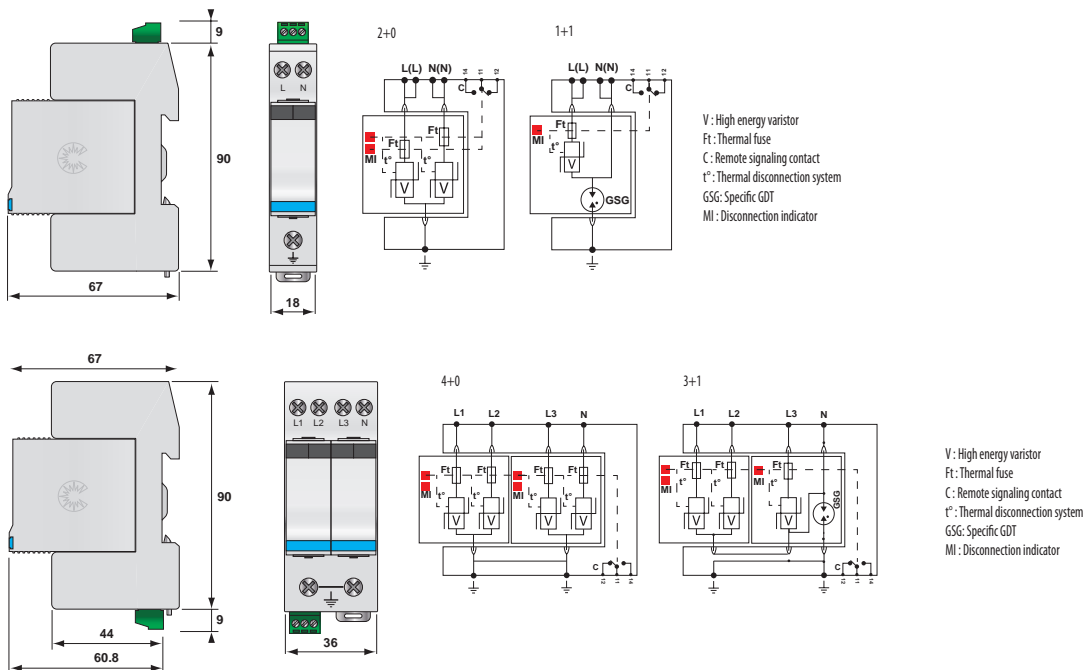 9
90
67
L N
18
2+0
L(L) N(N)
14 11 12
C
Ft
Ft
MI
t°
t°
V
V
1+1
L(L) N(N)
14 11 12
C
Ft
MI
t°
V
GSG
V : High energy varistor
Ft : Thermal fuse
C : Remote signaling contact
t° : Thermal disconnection system
GSG: Specific GDT
MI : Disconnection indicator
67
90
9
44
60.8
L1 L2 L3 N
36
4+0
L1 L2 L3 N
Ft Ft Ft Ft
MI MI
t° t° t° t°
V V V V
C
12 11 14
3+1
L1 L2 L3 N
Ft Ft Ft
MI MI
t° t° t°
V V V
GSG
C
12 11 14
V : High energy varistor
Ft : Thermal fuse
C : Remote signaling contact
t° : Thermal disconnection system
GSG: Specific GDT
MI : Disconnection indicator